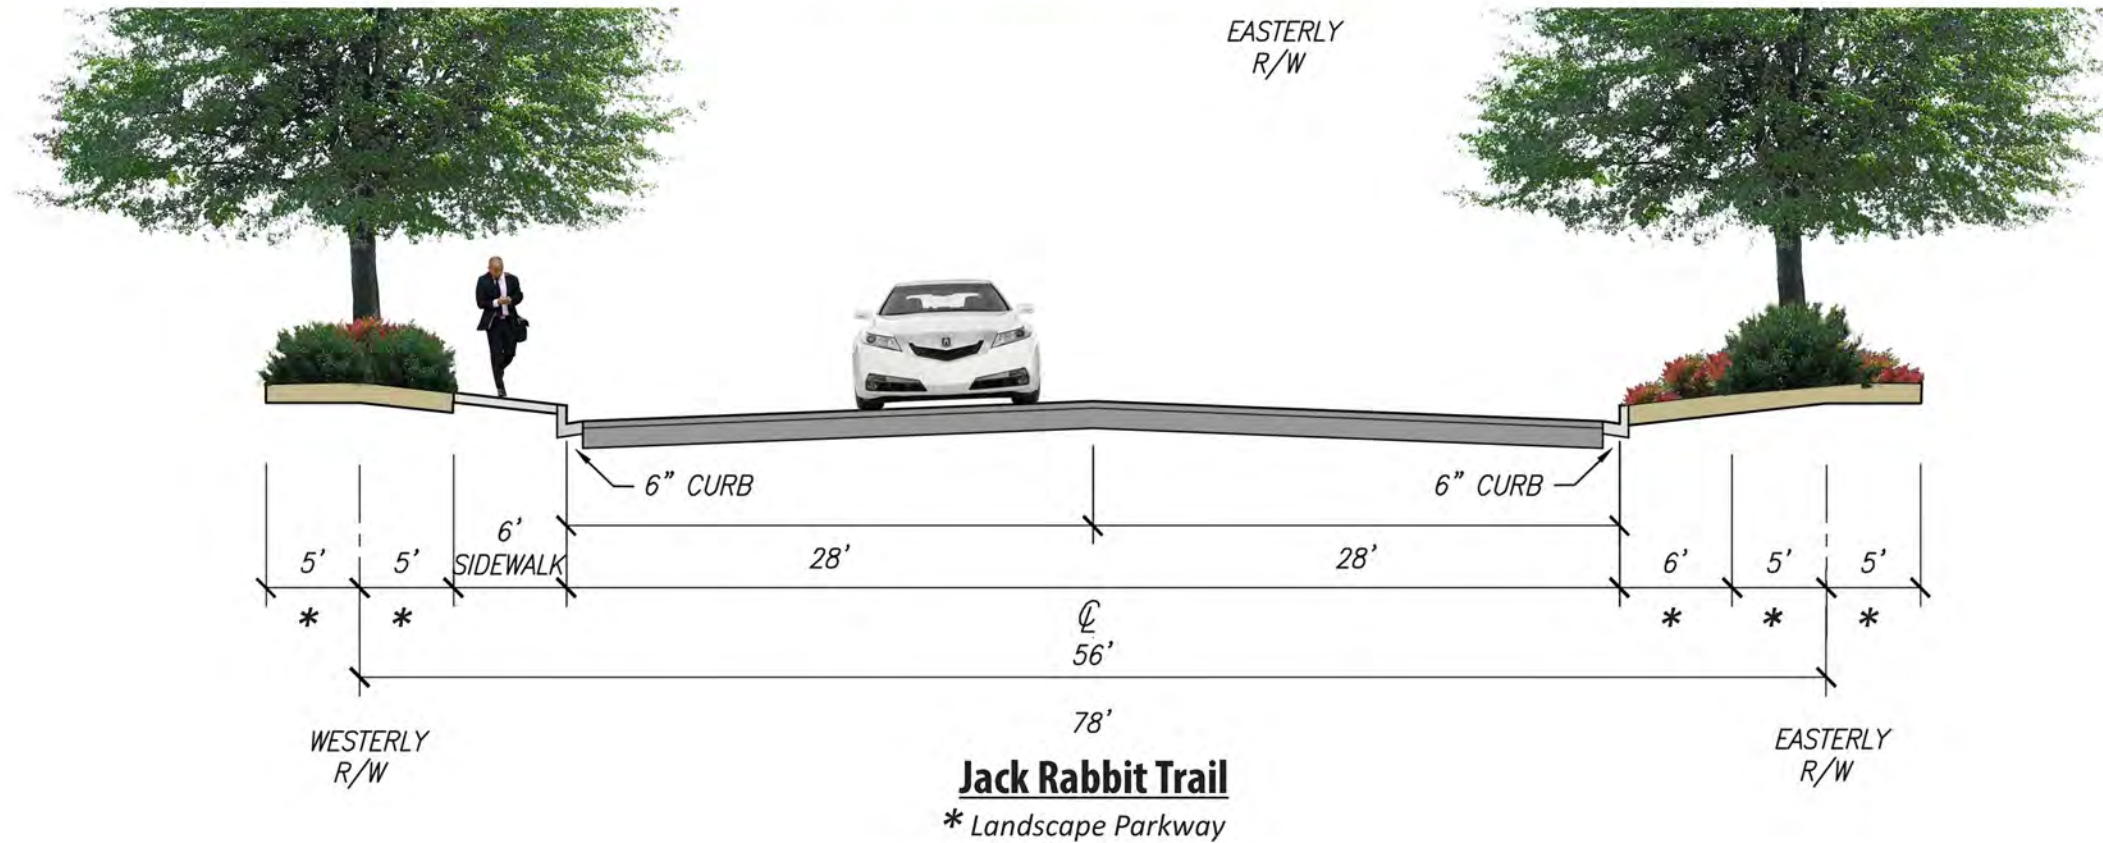 EASTERLY
R/W
6” CURB
6” CURB
6’
SIDEWALK
5’
5’
28’
28’
6’
5’
5’
*
*
℄
*
*
*
56’
78’
WESTERLY
R/W
EASTERLY
R/W
Jack Rabbit Trail
* Landscape Parkway